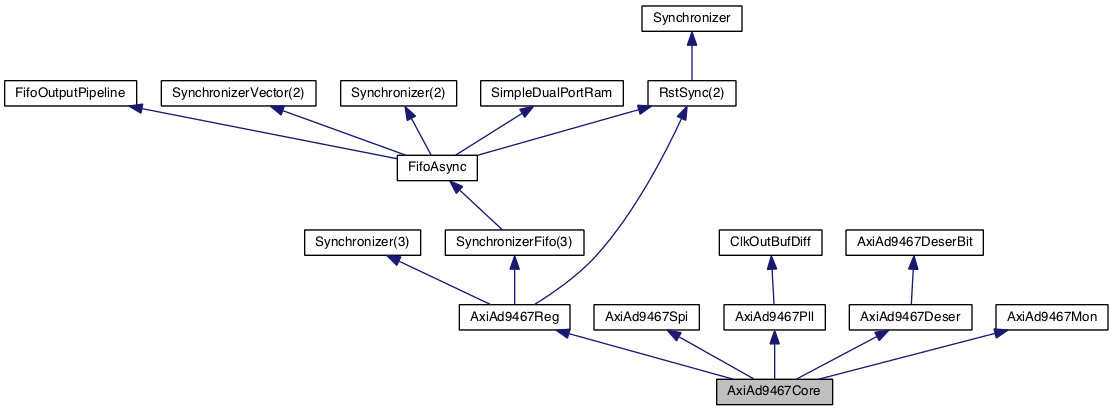 Synchronizer
FifoOutputPipeline
SynchronizerVector(2)
Synchronizer(2)
SimpleDualPortRam
RstSync(2)
FifoAsync
Synchronizer(3)
SynchronizerFifo(3)
ClkOutBufDiff
AxiAd9467DeserBit
AxiAd9467Reg
AxiAd9467Spi
AxiAd9467Pll
AxiAd9467Deser
AxiAd9467Mon
AxiAd9467Core